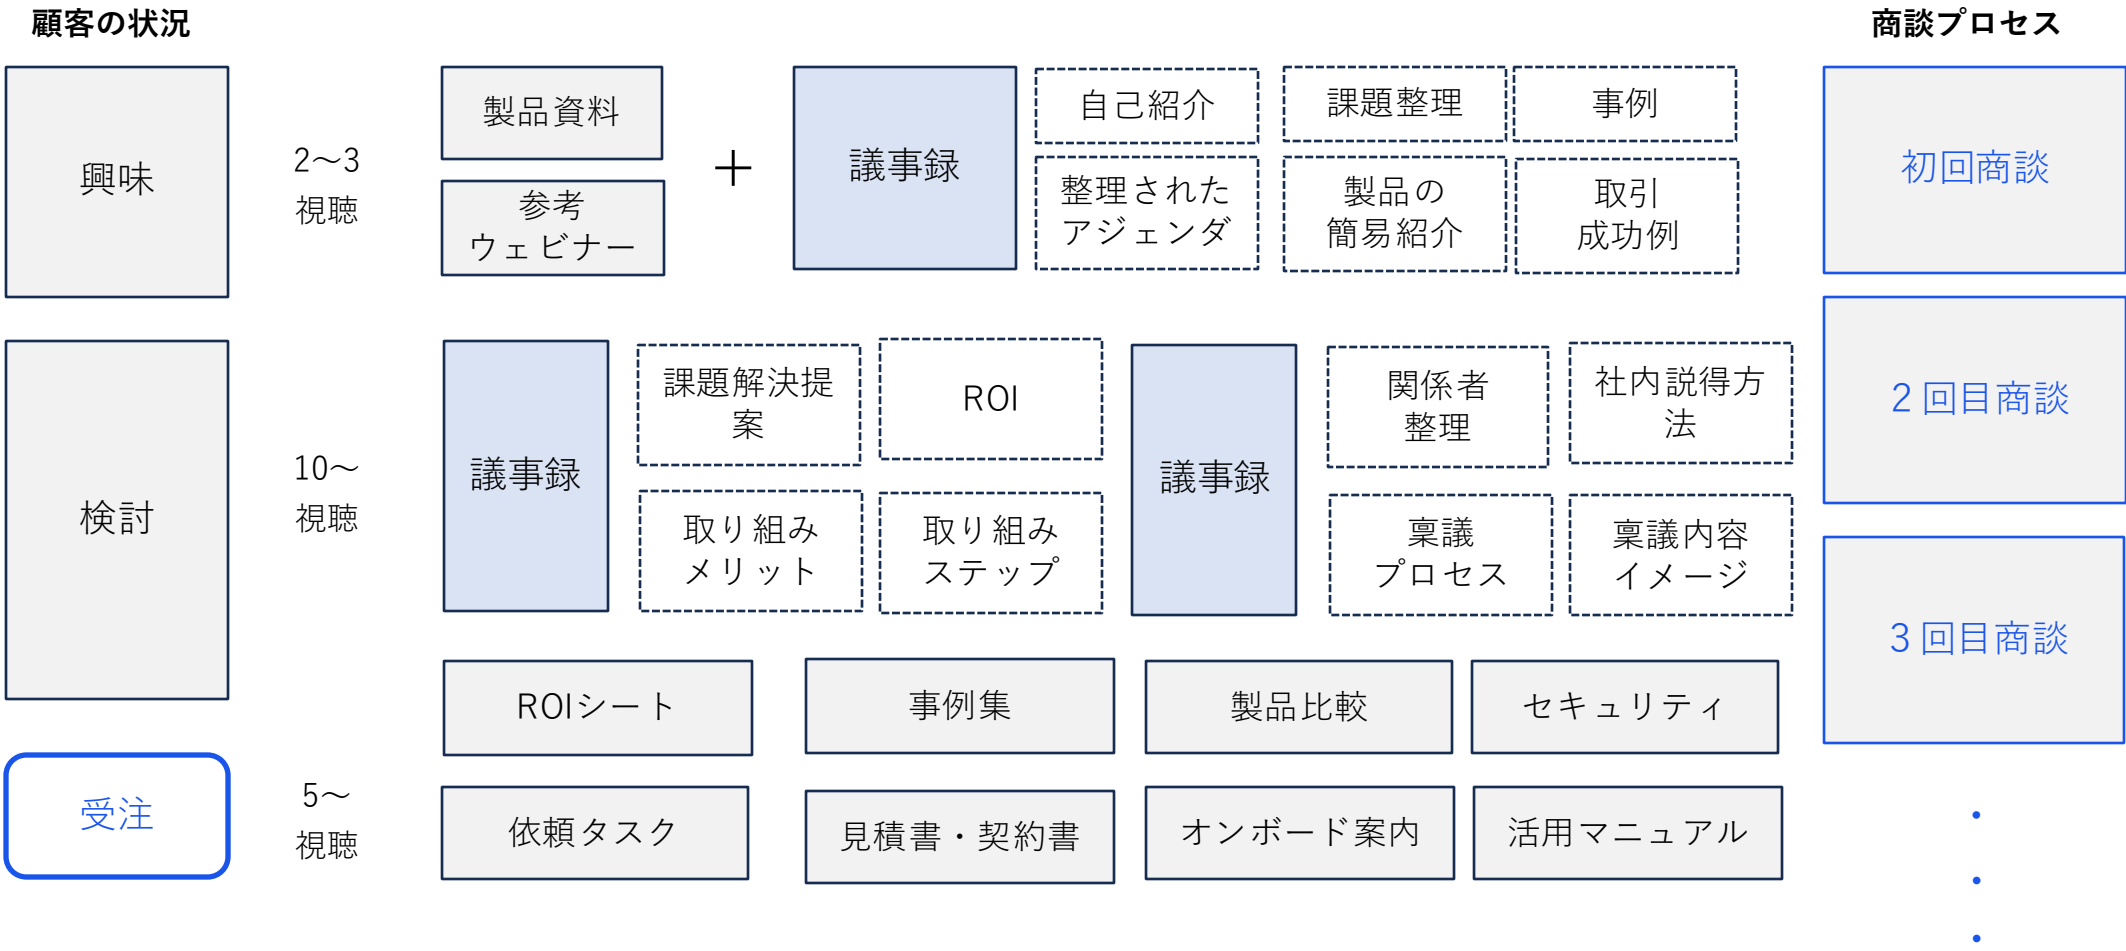 顧客の状況
商談プロセス
興味
2〜3
視聴
製品資料
参考
ウェビナー
＋
議事録
自己紹介
課題整理
事例
整理された
アジェンダ
製品の
簡易紹介
取引
成功例
初回商談
検討
10〜
視聴
議事録
課題解決提
案
ROI
取り組み
メリット
取り組み
ステップ
議事録
関係者
整理
社内説得方
法
稟議
プロセス
稟議内容
イメージ
２回目商談
３回目商談
ROIシート
事例集
製品比較
セキュリティ
受注
5〜
視聴
依頼タスク
見積書・契約書
オンボード案内
活用マニュアル
・
・
・